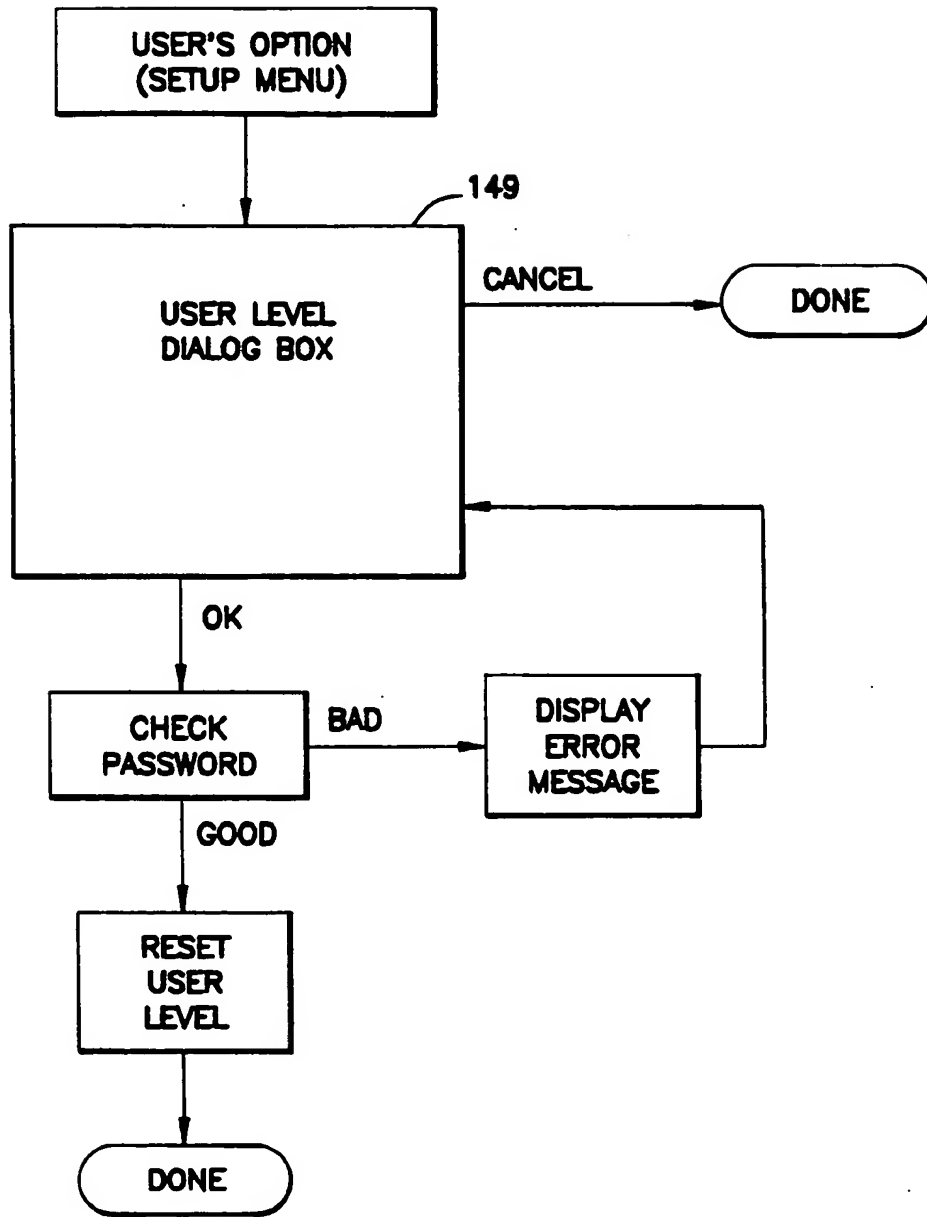 USER'S OPTION
(SETUP MENU)
149
USER LEVEL
DIALOG BOX
CANCEL
DONE
OK
CHECK
PASSWORD
BAD
DISPLAY
ERROR
MESSAGE
GOOD
RESET
USER
LEVEL
DONE